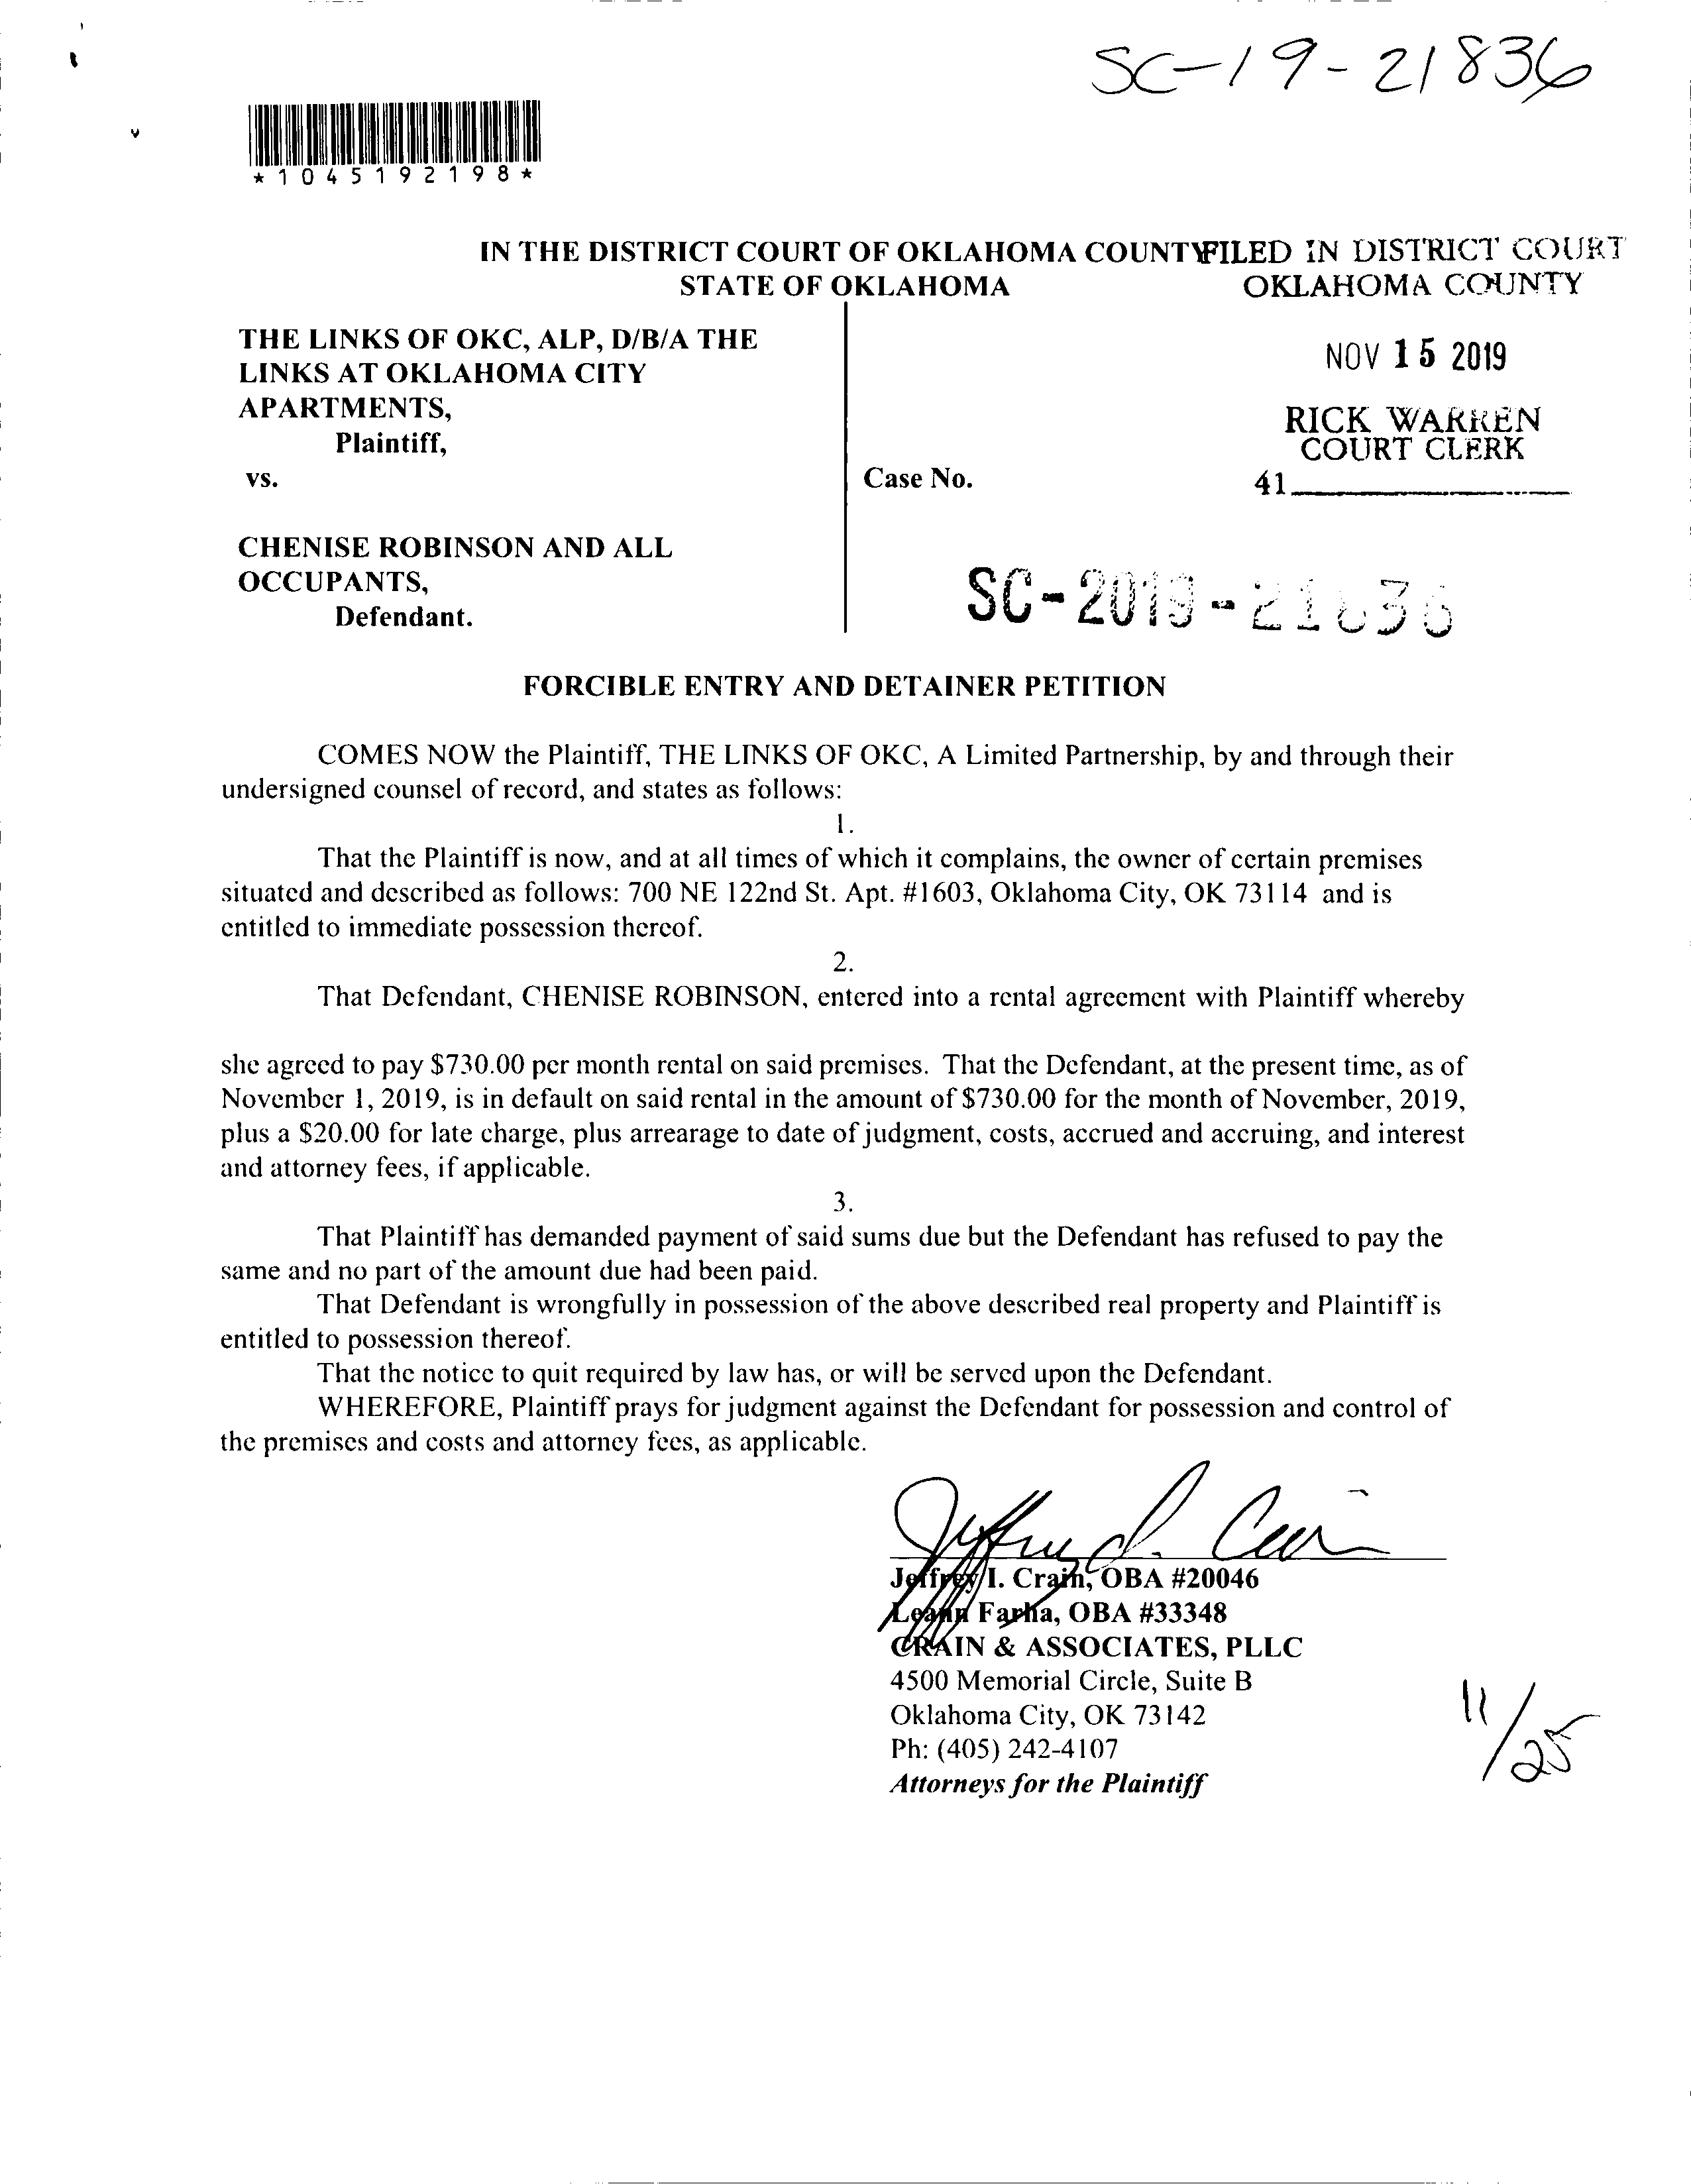 SC-19-21836
*1045192198*
IN THE DISTRICT COURT OF OKLAHOMA COUNTY
STATE OF OKLAHOMA
FILED IN DISTRICT COURT
OKLAHOMA COUNTY
NOV 15 2019
RICK WARREN
COURT CLERK
41
THE LINKS OF OKC, ALP, D/B/A THE
LINKS AT OKLAHOMA CITY
APARTMENTS,
Plaintiff,
vs.
Case No.
CHENISE ROBINSON AND ALL
OCCUPANTS,
Defendant.
SC-2019-21836
FORCIBLE ENTRY AND DETAINER PETITION
COMES NOW the Plaintiff, THE LINKS OF OKC, A Limited Partnership, by and through their
undersigned counsel of record, and states as follows:
1.
That the Plaintiff is now, and at all times of which it complains, the owner of certain premises
situated and described as follows: 700 NE 122nd St. Apt. #1603, Oklahoma City, OK 73114 and is
entitled to immediate possession thereof.
2.
That Defendant, CHENISE ROBINSON, entered into a rental agreement with Plaintiff whereby
she agreed to pay $730.00 per month rental on said premises. That the Defendant, at the present time, as of
November 1, 2019, is in default on said rental in the amount of $730.00 for the month of November, 2019,
plus a $20.00 for late charge, plus arrearage to date of judgment, costs, accrued and accruing, and interest
and attorney fees, if applicable.
3.
That Plaintiff has demanded payment of said sums due but the Defendant has refused to pay the
same and no part of the amount due had been paid.
That Defendant is wrongfully in possession of the above described real property and Plaintiff is
entitled to possession thereof.
That the notice to quit required by law has, or will be served upon the Defendant.
WHEREFORE, Plaintiff prays for judgment against the Defendant for possession and control of
the premises and costs and attorney fees, as applicable.
Jeffrey I. Crain, OBA #20046
Leann Farha, OBA #33348
CRAIN & ASSOCIATES, PLLC
4500 Memorial Circle, Suite B
Oklahoma City, OK 73142
Ph: (405) 242-4107
Attorneys for the Plaintiff
11/25